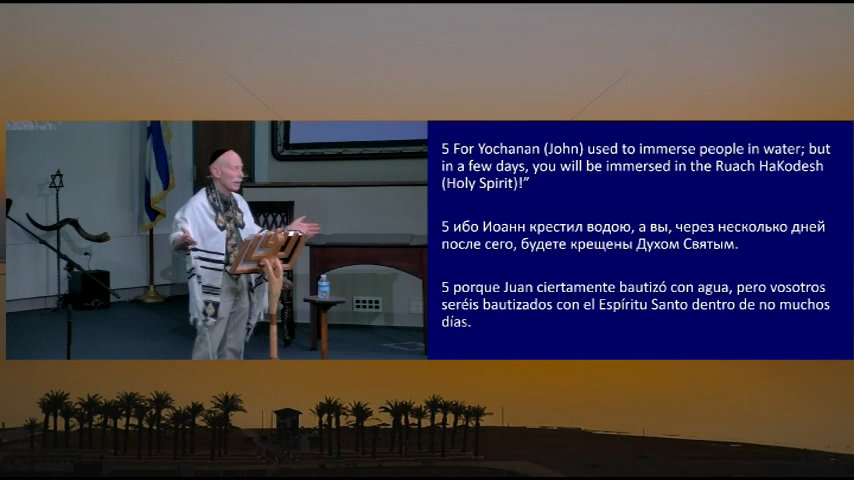 5 For Yochanan (John) used to immerse people in water; but
in a few days, you will be immersed in the Ruach HaKodesh
(Holy Spirit)!”
5 ибо Иоанн крестил водою, а вы, через несколько дней
после сего, будете крещены Духом Святым.
5 porque Juan ciertamente bautizó con agua, pero vosotros
seréis bautizados con el Espíritu Santo dentro de no muchos
días.